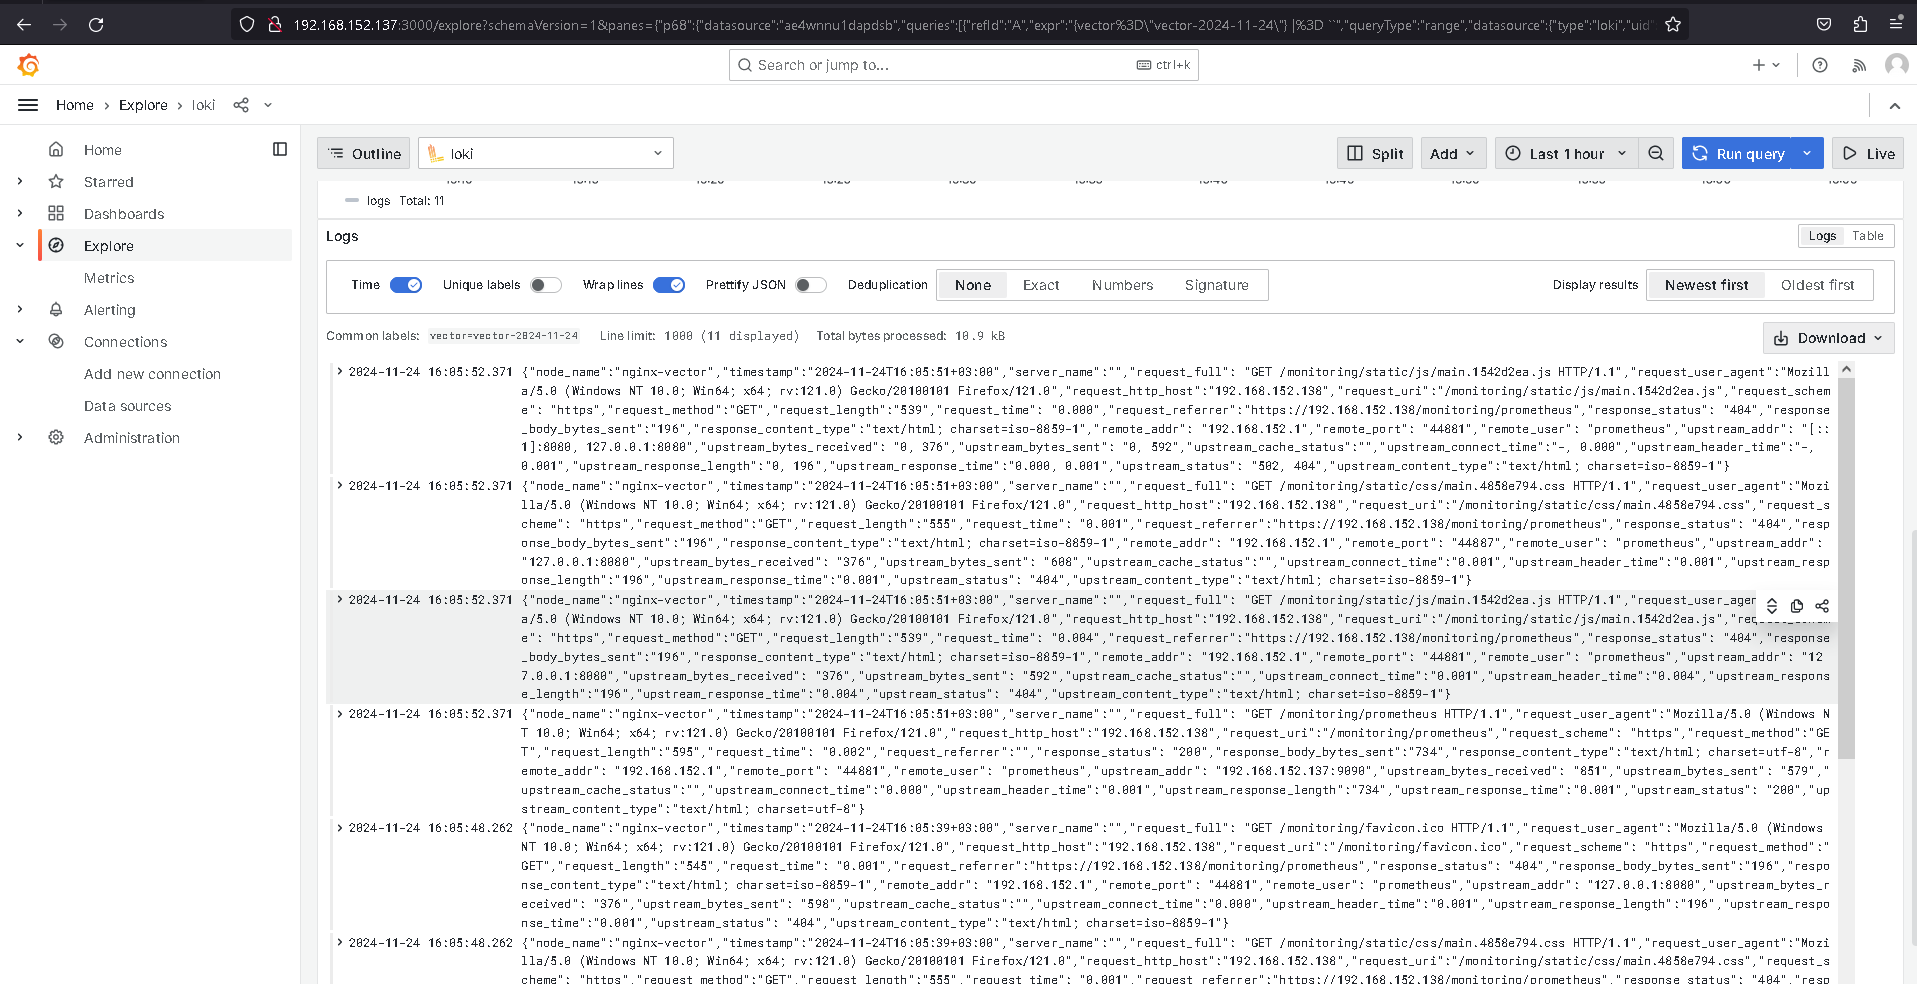 192.168.152.137:3000/explore?schemaVersion=1&panes={"p68":{"datasource":"ae4wnnu1dapdsb","queries":[{"refId":"A","expr":"{vector%3D\"vector-2024-11-24\"} |%3D ``","queryType":"range","datasource":{"type":"loki","uid"
Search or jump to...
ctrl+k
Home › Explore › loki
Home
Starred
Dashboards
Explore
Metrics
Alerting
Connections
Add new connection
Data sources
Administration
Outline
loki
Split
Add
Last 1 hour
Run query
Live
logs Total: 11
Logs
Logs Table
Time
Unique labels
Wrap lines
Prettify JSON
Deduplication
None Exact Numbers Signature
Display results
Newest first Oldest first
Common labels: vector=vector-2024-11-24 Line limit: 1000 (11 displayed) Total bytes processed: 10.9 kB
Download
2024-11-24 16:05:52.371 {"node_name":"nginx-vector","timestamp":"2024-11-24T16:05:51+03:00","server_name":"","request_full": "GET /monitoring/static/js/main.1542d2ea.js HTTP/1.1","request_user_agent":"Mozill
a/5.0 (Windows NT 10.0; Win64; x64; rv:121.0) Gecko/20100101 Firefox/121.0","request_http_host":"192.168.152.138","request_uri":"/monitoring/static/js/main.1542d2ea.js","request_schem
e": "https","request_method":"GET","request_length":"539","request_time": "0.000","request_referrer":"https://192.168.152.138/monitoring/prometheus","response_status": "404","response
_body_bytes_sent":"196","response_content_type":"text/html; charset=iso-8859-1","remote_addr": "192.168.152.1","remote_port": "44881","remote_user": "prometheus","upstream_addr": "[::
1]:8080, 127.0.0.1:8080","upstream_bytes_received": "0, 376","upstream_bytes_sent": "0, 592","upstream_cache_status":"","upstream_connect_time":"-, 0.000","upstream_header_time":"-,
0.001","upstream_response_length":"0, 196","upstream_response_time":"0.000, 0.001","upstream_status": "502, 404","upstream_content_type":"text/html; charset=iso-8859-1"}
2024-11-24 16:05:52.371 {"node_name":"nginx-vector","timestamp":"2024-11-24T16:05:51+03:00","server_name":"","request_full": "GET /monitoring/static/css/main.4858e794.css HTTP/1.1","request_user_agent":"Mozi
lla/5.0 (Windows NT 10.0; Win64; x64; rv:121.0) Gecko/20100101 Firefox/121.0","request_http_host":"192.168.152.138","request_uri":"/monitoring/static/css/main.4858e794.css","request_s
cheme": "https","request_method":"GET","request_length":"555","request_time": "0.001","request_referrer":"https://192.168.152.138/monitoring/prometheus","response_status": "404","resp
onse_body_bytes_sent":"196","response_content_type":"text/html; charset=iso-8859-1","remote_addr": "192.168.152.1","remote_port": "44887","remote_user": "prometheus","upstream_addr":
"127.0.0.1:8080","upstream_bytes_received": "376","upstream_bytes_sent": "608","upstream_cache_status":"","upstream_connect_time":"0.001","upstream_header_time":"0.001","upstream_resp
onse_length":"196","upstream_response_time":"0.001","upstream_status": "404","upstream_content_type":"text/html; charset=iso-8859-1"}
2024-11-24 16:05:52.371 {"node_name":"nginx-vector","timestamp":"2024-11-24T16:05:51+03:00","server_name":"","request_full": "GET /monitoring/static/js/main.1542d2ea.js HTTP/1.1","request_user_agen
a/5.0 (Windows NT 10.0; Win64; x64; rv:121.0) Gecko/20100101 Firefox/121.0","request_http_host":"192.168.152.138","request_uri":"/monitoring/static/js/main.1542d2ea.js","request_schem
e": "https","request_method":"GET","request_length":"539","request_time": "0.004","request_referrer":"https://192.168.152.138/monitoring/prometheus","response_status": "404","response
_body_bytes_sent":"196","response_content_type":"text/html; charset=iso-8859-1","remote_addr": "192.168.152.1","remote_port": "44881","remote_user": "prometheus","upstream_addr": "12
7.0.0.1:8080","upstream_bytes_received": "376","upstream_bytes_sent": "592","upstream_cache_status":"","upstream_connect_time":"0.001","upstream_header_time":"0.004","upstream_respons
e_length":"196","upstream_response_time":"0.004","upstream_status": "404","upstream_content_type":"text/html; charset=iso-8859-1"}
2024-11-24 16:05:52.371 {"node_name":"nginx-vector","timestamp":"2024-11-24T16:05:51+03:00","server_name":"","request_full": "GET /monitoring/prometheus HTTP/1.1","request_user_agent":"Mozilla/5.0 (Windows N
T 10.0; Win64; x64; rv:121.0) Gecko/20100101 Firefox/121.0","request_http_host":"192.168.152.138","request_uri":"/monitoring/prometheus","request_scheme": "https","request_method":"GE
T","request_length":"595","request_time": "0.002","request_referrer":"","response_status": "200","response_body_bytes_sent":"734","response_content_type":"text/html; charset=utf-8","r
emote_addr": "192.168.152.1","remote_port": "44881","remote_user": "prometheus","upstream_addr": "192.168.152.137:9090","upstream_bytes_received": "851","upstream_bytes_sent": "579","
upstream_cache_status":"","upstream_connect_time":"0.000","upstream_header_time":"0.001","upstream_response_length":"734","upstream_response_time":"0.001","upstream_status": "200","up
stream_content_type":"text/html; charset=utf-8"}
2024-11-24 16:05:48.262 {"node_name":"nginx-vector","timestamp":"2024-11-24T16:05:39+03:00","server_name":"","request_full": "GET /monitoring/favicon.ico HTTP/1.1","request_user_agent":"Mozilla/5.0 (Windows
NT 10.0; Win64; x64; rv:121.0) Gecko/20100101 Firefox/121.0","request_http_host":"192.168.152.138","request_uri":"/monitoring/favicon.ico","request_scheme": "https","request_method":"
GET","request_length":"545","request_time": "0.001","request_referrer":"https://192.168.152.138/monitoring/prometheus","response_status": "404","response_body_bytes_sent":"196","respo
nse_content_type":"text/html; charset=iso-8859-1","remote_addr": "192.168.152.1","remote_port": "44881","remote_user": "prometheus","upstream_addr": "127.0.0.1:8080","upstream_bytes_r
eceived": "376","upstream_bytes_sent": "598","upstream_cache_status":"","upstream_connect_time":"0.000","upstream_header_time":"0.001","upstream_response_length":"196","upstream_respo
nse_time":"0.001","upstream_status": "404","upstream_content_type":"text/html; charset=iso-8859-1"}
2024-11-24 16:05:48.262 {"node_name":"nginx-vector","timestamp":"2024-11-24T16:05:39+03:00","server_name":"","request_full": "GET /monitoring/static/css/main.4858e794.css HTTP/1.1","request_user_agent":"Mozi
lla/5.0 (Windows NT 10.0; Win64; x64; rv:121.0) Gecko/20100101 Firefox/121.0","request_http_host":"192.168.152.138","request_uri":"/monitoring/static/css/main.4858e794.css","request_s
cheme": "https","request_method":"GET","request_length":"555","request_time": "0.001","request_referrer":"https://192.168.152.138/monitoring/prometheus","response_status": "404","resp